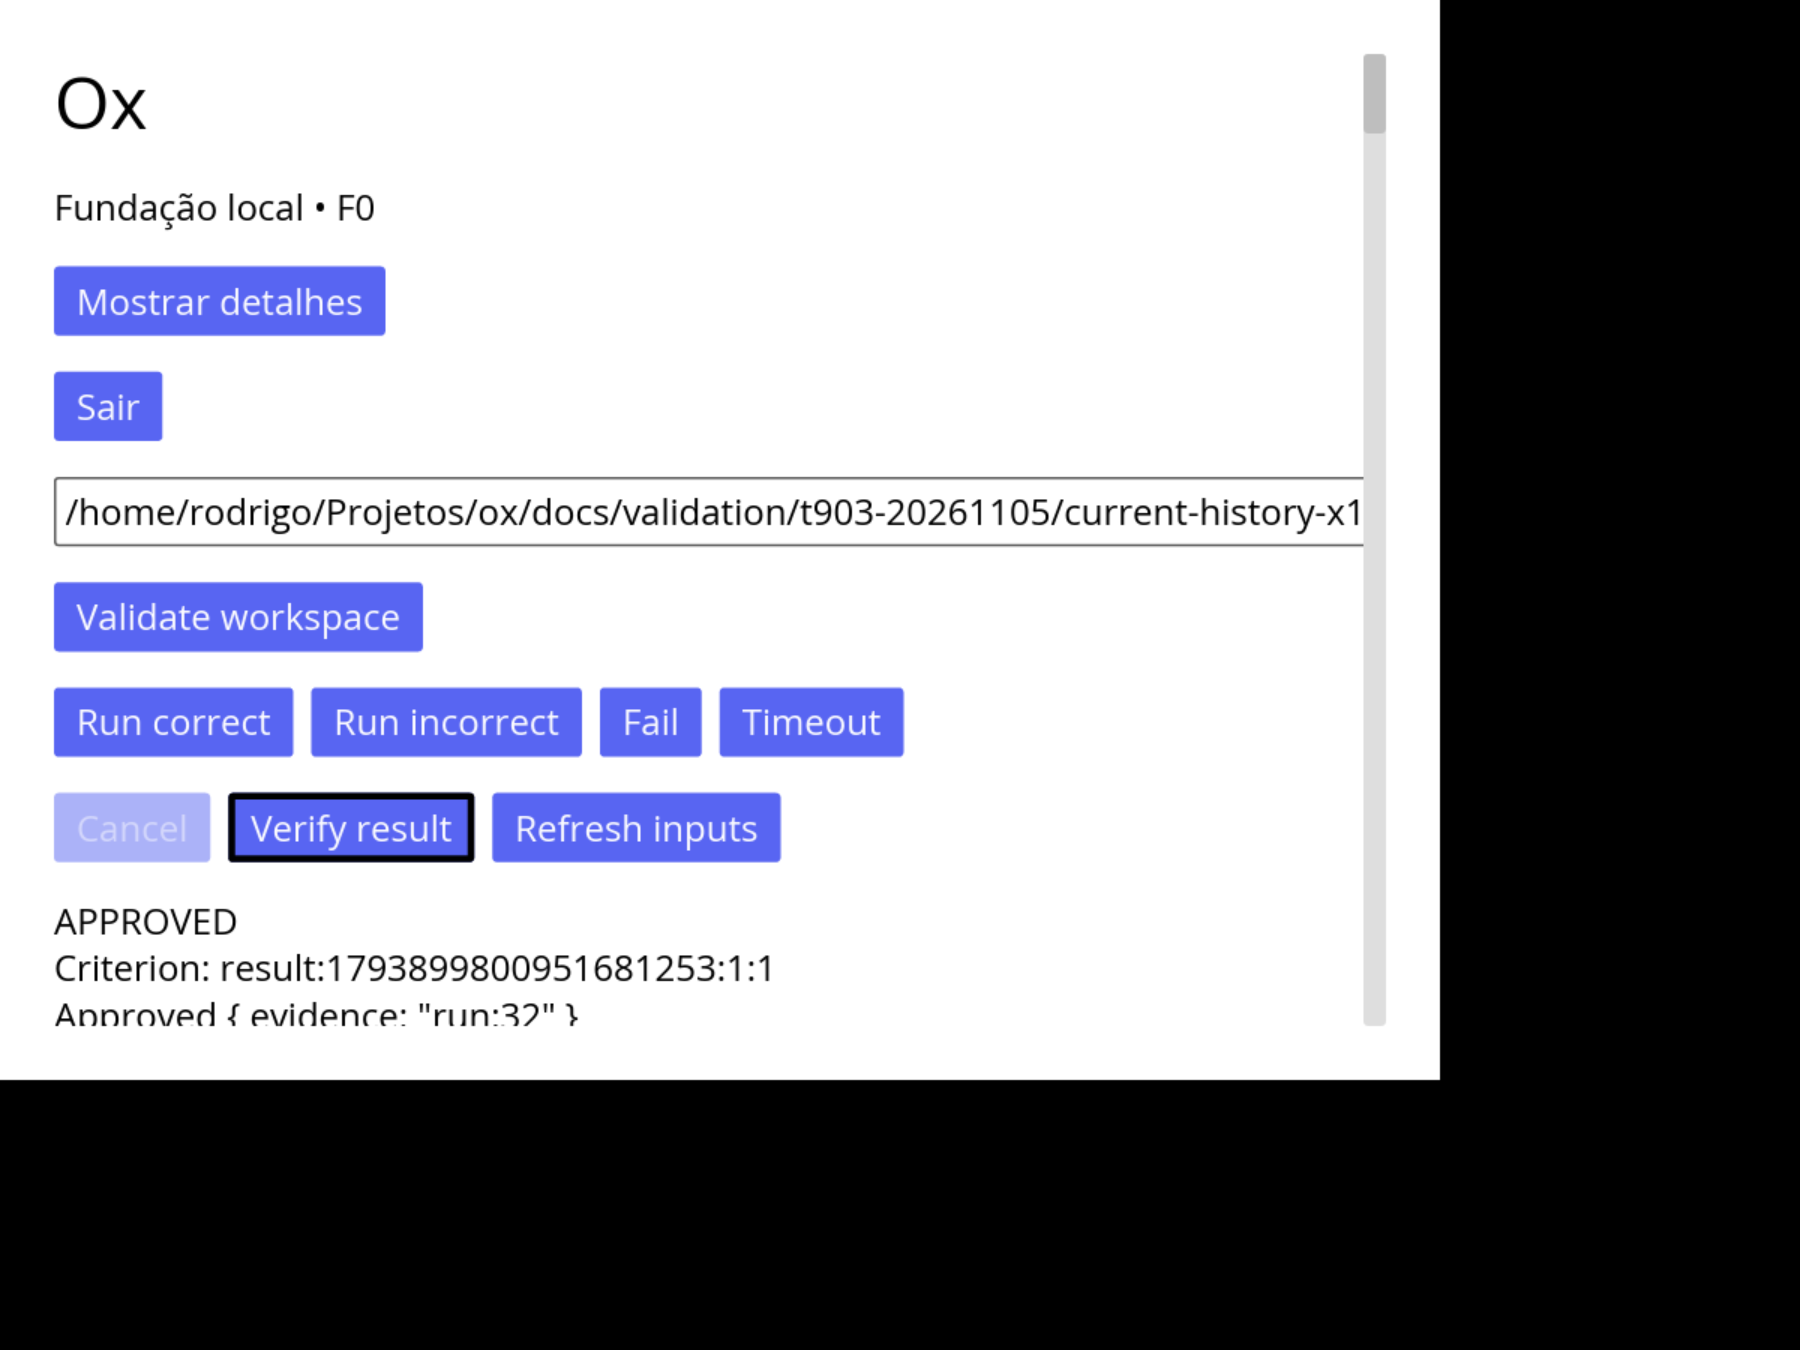 Ox
Fundação local • F0
Mostrar detalhes
Sair
/home/rodrigo/Projetos/ox/docs/validation/t903-20261105/current-history-x1
Validate workspace
Run correct Run incorrect Fail Timeout
Cancel Verify result Refresh inputs
APPROVED
Criterion: result:1793899800951681253:1:1
Approved { evidence: "run:32" }